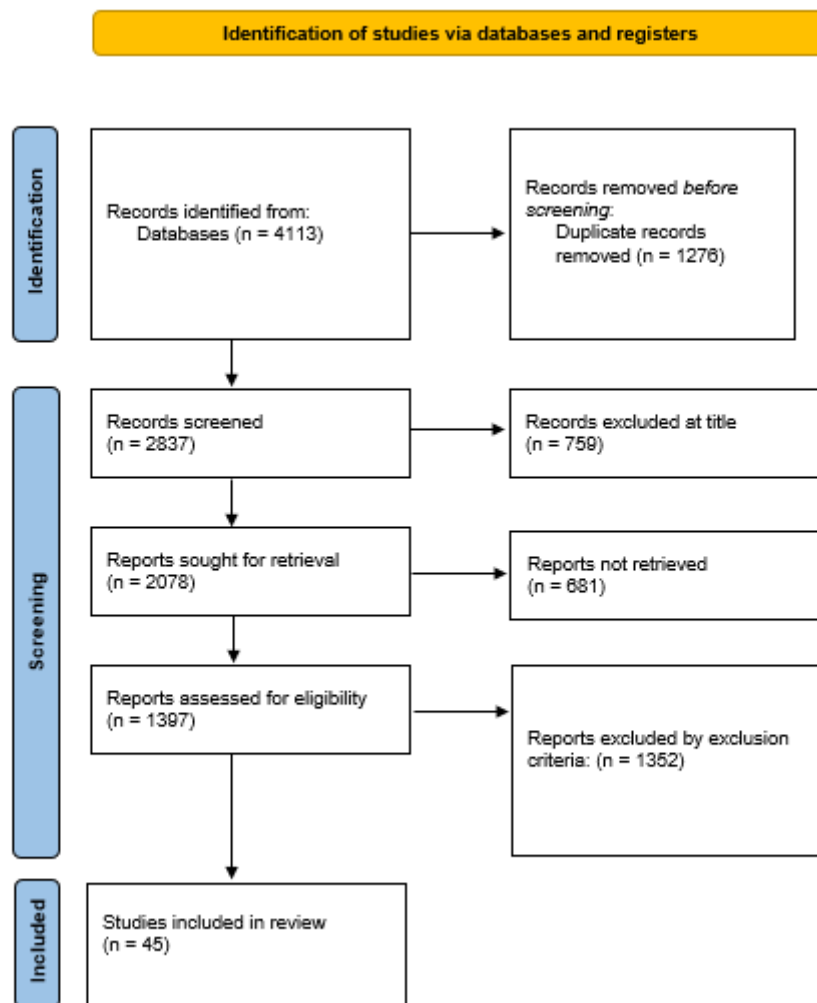 Identification of studies via databases and registers
Identification
Records identified from:
Databases (n = 4113)
Records removed before
screening:
Duplicate records
removed (n = 1276)
Screening
Records screened
(n = 2837)
Records excluded at title
(n = 759)
Reports sought for retrieval
(n = 2078)
Reports not retrieved
(n = 681)
Reports assessed for eligibility
(n = 1397)
Reports excluded by exclusion
criteria: (n = 1352)
Included
Studies included in review
(n = 45)